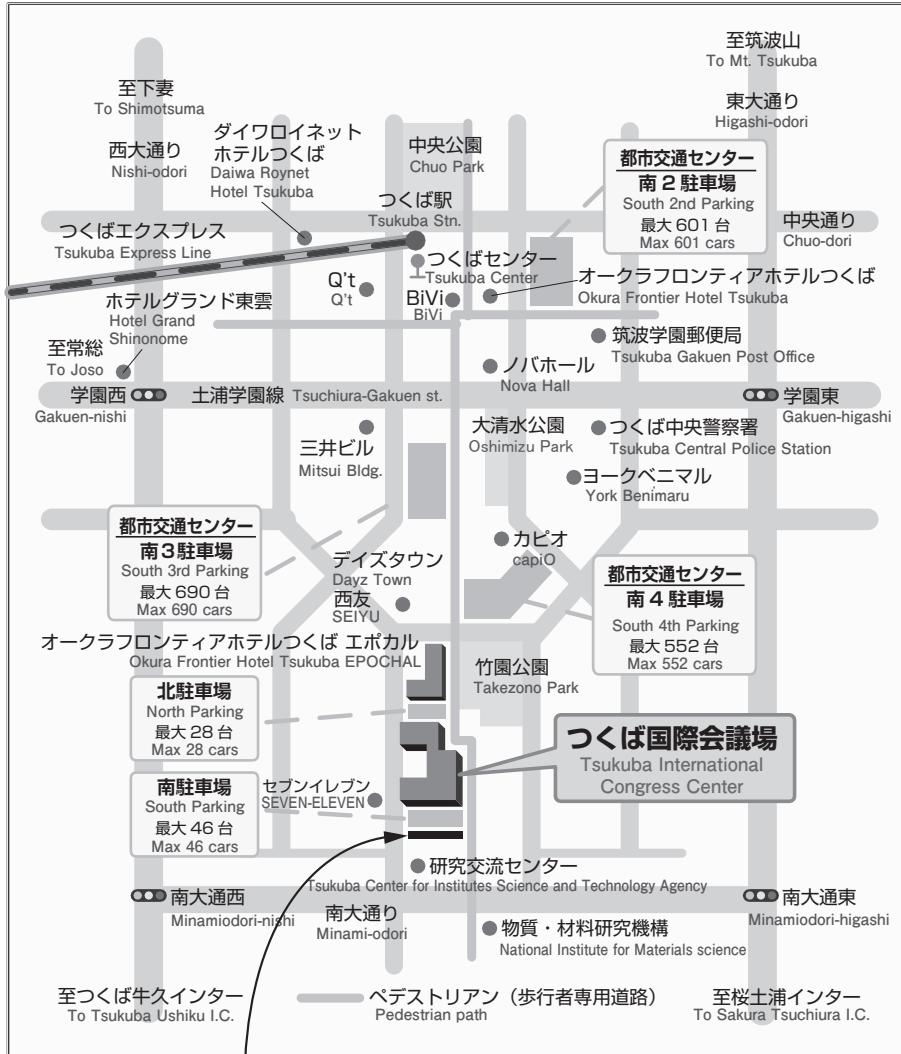 至筑波山
To Mt. Tsukuba
至下妻
To Shimotsuma
東大通り
Higashi-odori
ダイワロイネット
ホテルつくば
Daiwa Roynet
Hotel Tsukuba
西大通り
Nishi-odori
中央公園
Chuo Park
都市交通センター
南2駐車場
South 2nd Parking
最大601台
Max 601 cars
つくば駅
Tsukuba Stn.
中央通り
Chuo-dori
つくばエクスプレス
Tsukuba Express Line
つくばセンター
Tsukuba Center
Q't
Q't
BiVi
BiVi
オークラフロンティアホテルつくば
Okura Frontier Hotel Tsukuba
ホテルグランド東雲
Hotel Grand
Shinonome
筑波学園郵便局
Tsukuba Gakuen Post Office
至常総
To Joso
ノバホール
Nova Hall
学園西
Gakuen-nishi
土浦学園線 Tsuchiura-Gakuen st.
学園東
Gakuen-higashi
三井ビル
Mitsui Bldg.
大清水公園
Oshimizu Park
つくば中央警察署
Tsukuba Central Police Station
ヨークベニマル
York Benimaru
都市交通センター
南3駐車場
South 3rd Parking
最大690台
Max 690 cars
カピオ
capiO
デイズタウン
Dayz Town
西友
SEIYU
都市交通センター
南4駐車場
South 4th Parking
最大552台
Max 552 cars
オークラフロンティアホテルつくば エポカル
Okura Frontier Hotel Tsukuba EPOCHAL
竹園公園
Takezono Park
北駐車場
North Parking
最大28台
Max 28 cars
つくば国際会議場
Tsukuba International
Congress Center
南駐車場
South Parking
最大46台
Max 46 cars
セブンイレブン
SEVEN-ELEVEN
研究交流センター
Tsukuba Center for Institutes Science and Technology Agency
南大通西
Minamiodori-nishi
南大通り
Minami-odori
南大通東
Minamiodori-higashi
物質・材料研究機構
National Institute for Materials science
至つくば牛久インター
To Tsukuba Ushiku I.C.
ペデストリアン（歩行者専用道路）
Pedestrian path
至桜土浦インター
To Sakura Tsuchiura I.C.